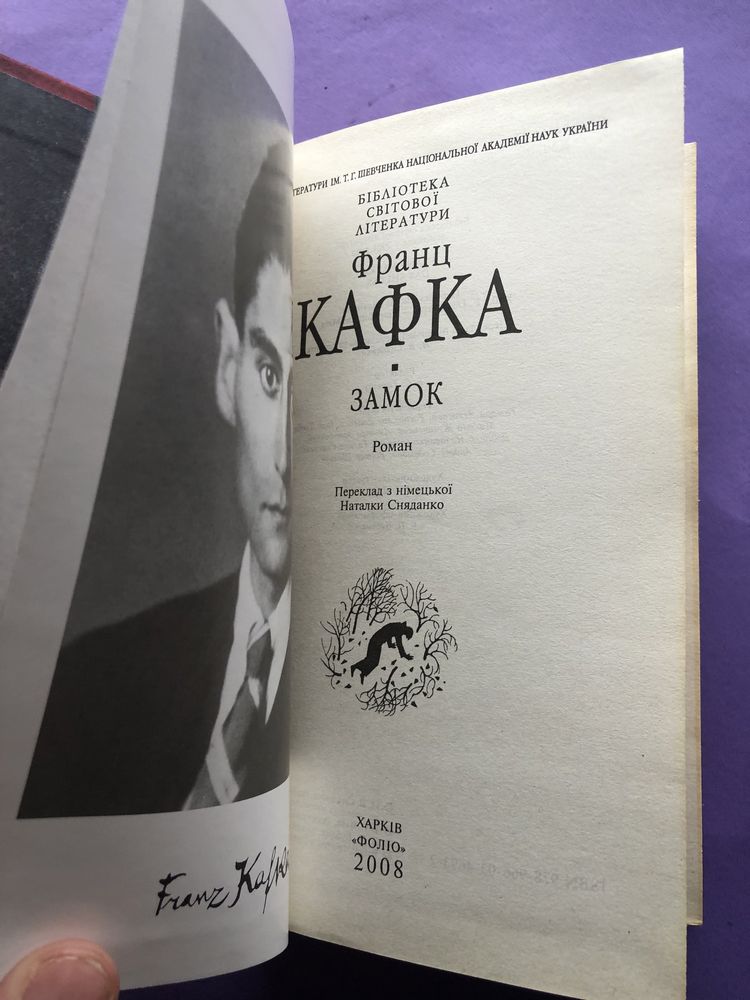 Franz Kafka
ІМ. Т. Г. ШЕВЧЕНКА НАЦІОНАЛЬНОЇ АКАДЕМІЇ НАУК УКРАЇНИ
БІБЛІОТЕКА
СВІТОВОЇ
ЛІТЕРАТУРИ
Франц
КАФКА
ЗАМОК
Роман
Переклад з німецької
Наталки Сняданко
ХАРКІВ
«ФОЛІО»
2008